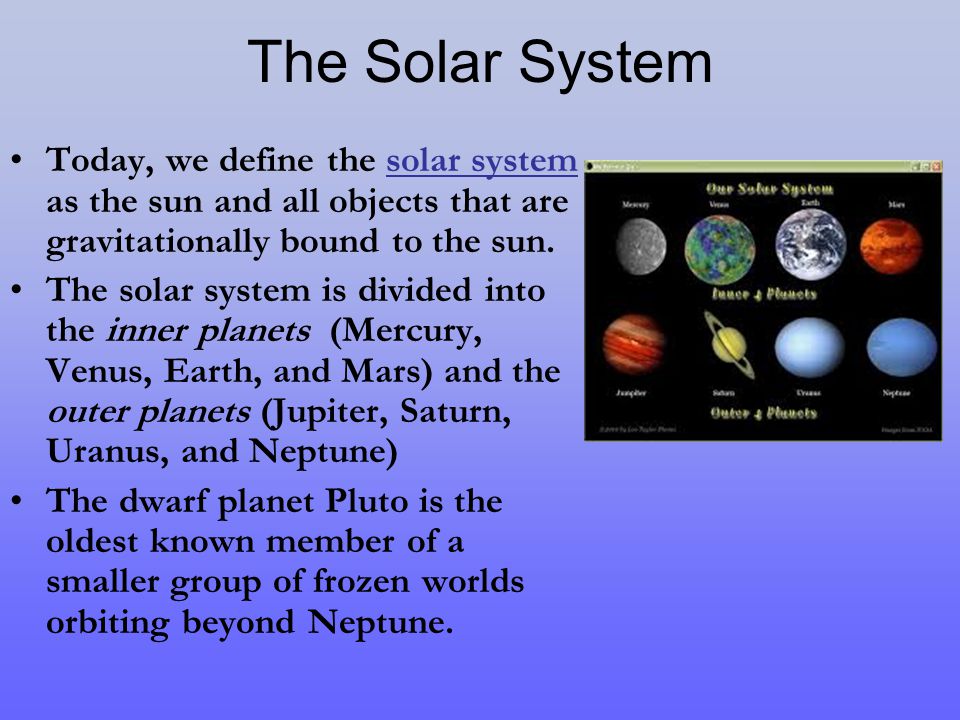 The Solar System
• Today, we define the solar system
as the sun and all objects that are
gravitationally bound to the sun.
• The solar system is divided into
the inner planets (Mercury,
Venus, Earth, and Mars) and the
outer planets (Jupiter, Saturn,
Uranus, and Neptune)
• The dwarf planet Pluto is the
oldest known member of a
smaller group of frozen worlds
orbiting beyond Neptune.
Our Solar System
Mercury Venus Earth Mars
Inner 4 Planets
Jumpiter Saturn Uranus Neptune
Outer 4 Planets